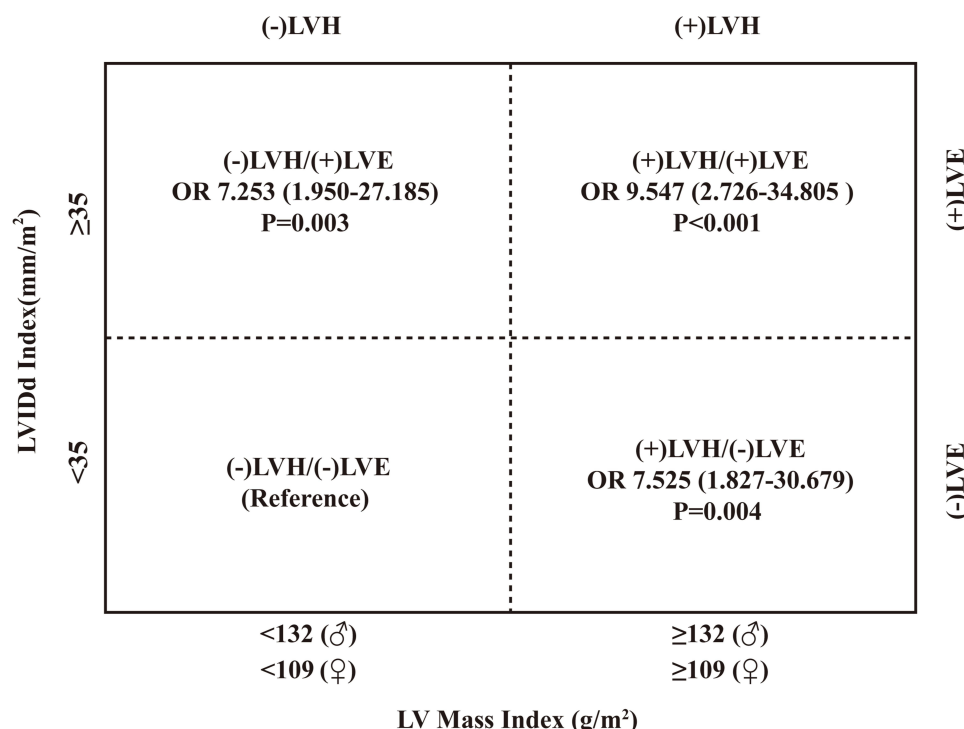 (-)LVH
(+)LVH
(-)LVH/(+)LVE
OR 7.253 (1.950-27.185)
P=0.003
(+)LVH/(+)LVE
OR 9.547 (2.726-34.805 )
P<0.001
(+)LVE
≥35
LVIDd Index(mm/m²)
<35
(-)LVH/(-)LVE
(Reference)
(+)LVH/(-)LVE
OR 7.525 (1.827-30.679)
P=0.004
(-)LVE
<132 (♂)
<109 (♀)
≥132 (♂)
≥109 (♀)
LV Mass Index (g/m²)